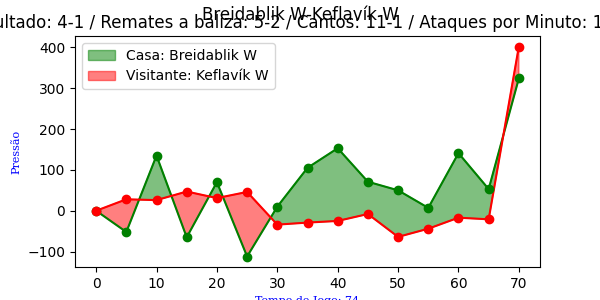 Breidablik W-Keflavík W
ultado: 4-1 / Remates a baliza: 5-2 / Cantos: 11-1 / Ataques por Minuto: 1
Casa: Breidablik W
Visitante: Keflavík W
Pressão
400
300
200
100
0
−100
0 10 20 30 40 50 60 70
Tempo de Jogo: 74